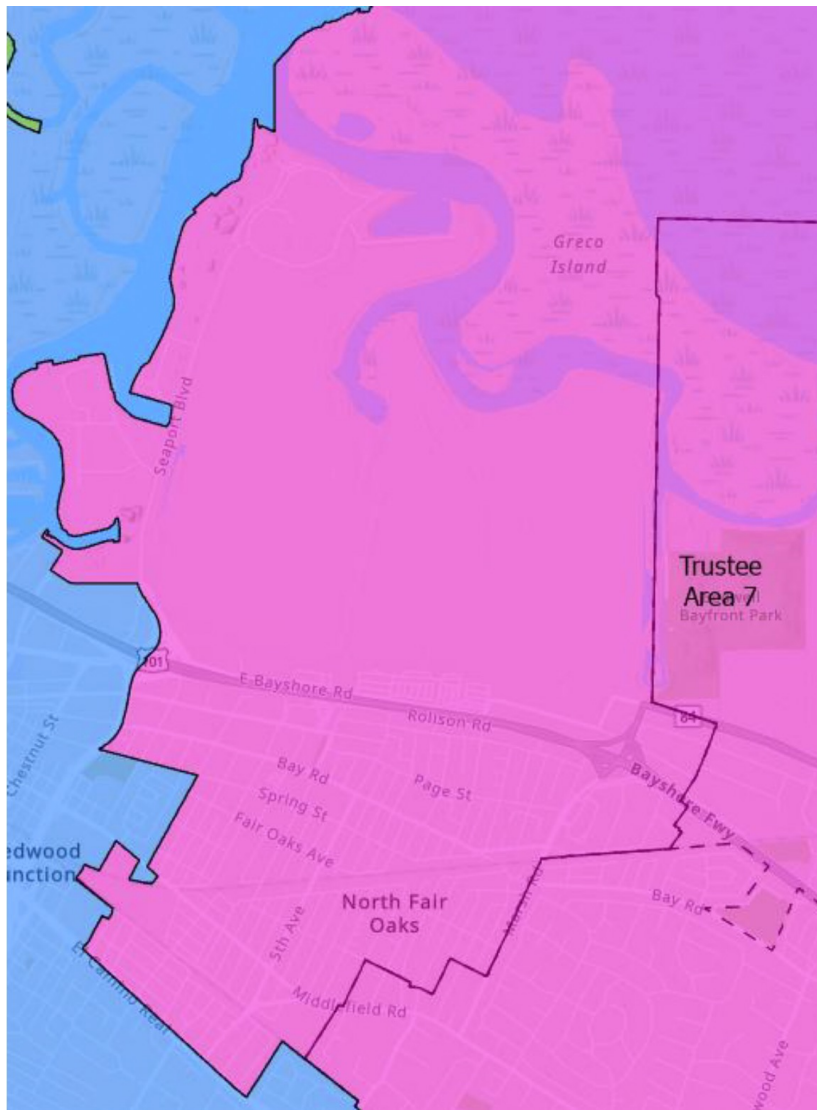 Greco
Island
Seaport Blvd
Trustee
Area 7
Bayfront Park
101
E Bayshore Rd
Rolison Rd
84
Chestnut St
Bay Rd
Page St
Bayshore Fwy
Spring St
Fair Oaks Ave
edwood
unction
North Fair
Oaks
Bay Rd
5th Ave
Marsh Rd
El Camino Real
Middlefield Rd
wood Ave